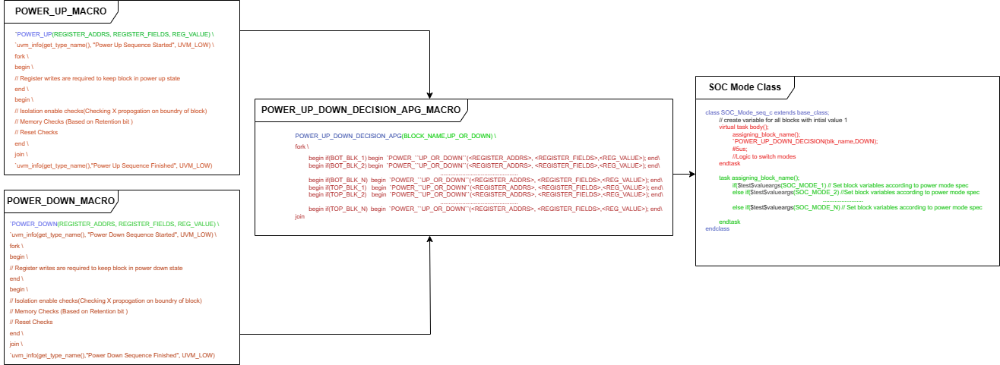 POWER_UP_MACRO
`POWER_UP(REGISTER_ADDRS, REGISTER_FIELDS, REG_VALUE) \
`uvm_info(get_type_name(), "Power Up Sequence Started", UVM_LOW) \
fork \
begin \
// Register writes are required to keep block in power up state
end \
begin \
// Isolation enable checks(Checking X propogation on boundry of block)
// Memory Checks (Based on Retention bit )
// Reset Checks
end \
join \
`uvm_info(get_type_name(),"Power Up Sequence Finished", UVM_LOW)
POWER_DOWN_MACRO
`POWER_DOWN(REGISTER_ADDRS, REGISTER_FIELDS, REG_VALUE) \
`uvm_info(get_type_name(), "Power Down Sequence Started", UVM_LOW) \
fork \
begin \
// Register writes are required to keep block in power down state
end \
begin \
// Isolation enable checks(Checking X propogation on boundry of block)
// Memory Checks (Based on Retention bit )
// Reset Checks
end \
join \
`uvm_info(get_type_name(),"Power Down Sequence Finished", UVM_LOW)
POWER_UP_DOWN_DECISION_APG_MACRO
POWER_UP_DOWN_DECISION_APG(BLOCK_NAME,UP_OR_DOWN) \
fork \
begin if(BOT_BLK_1) begin `POWER_``UP_OR_DOWN``(<REGISTER_ADDRS>, <REGISTER_FIELDS>,<REG_VALUE>); end\
begin if(BOT_BLK_2) begin `POWER_``UP_OR_DOWN``(<REGISTER_ADDRS>, <REGISTER_FIELDS>,<REG_VALUE>); end\
...................................................
begin if(BOT_BLK_N) begin `POWER_``UP_OR_DOWN``(<REGISTER_ADDRS>, <REGISTER_FIELDS>,<REG_VALUE>); end\
begin if(TOP_BLK_1) begin `POWER_``UP_OR_DOWN``(<REGISTER_ADDRS>, <REGISTER_FIELDS>,<REG_VALUE>); end\
begin if(TOP_BLK_2) begin `POWER_``UP_OR_DOWN``(<REGISTER_ADDRS>, <REGISTER_FIELDS>,<REG_VALUE>); end\
...................................................
begin if(TOP_BLK_N) begin `POWER_``UP_OR_DOWN``(<REGISTER_ADDRS>, <REGISTER_FIELDS>,<REG_VALUE>); end\
join
SOC Mode Class
class SOC_Mode_seq_c extends base_class;
// create variable for all blocks with intial value 1
virtual task body();
assigning_block_name();
`POWER_UP_DOWN_DECISION(blk_name,DOWN);
#5us;
//Logic to switch modes
endtask
task assigning_block_name();
if($test$valueargs(SOC_MODE_1) // Set block variables according to power mode spec
else if($test$valueargs(SOC_MODE_2) //Set block variables according to power mode spec
..........................
else if($test$valueargs(SOC_MODE_N) // Set block variables according to power mode spec
endtask
endclass